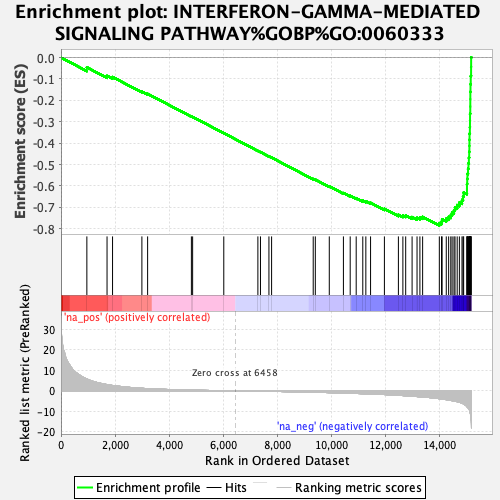 Enrichment plot: INTERFERON-GAMMA-MEDIATED
SIGNALING PATHWAY%GOBP%GO:0060333
Enrichment score (ES)
0.0
-0.1
-0.2
-0.3
-0.4
-0.5
-0.6
-0.7
-0.8
'na_pos' (positively correlated)
Ranked list metric (PreRanked)
30
20
10
0
-10
-20
Zero cross at 6458
'na_neg' (negatively correlated)
0
2,000
4,000
6,000
8,000
10,000
12,000
14,000
Rank in Ordered Dataset
Enrichment profile
Hits
Ranking metric scores